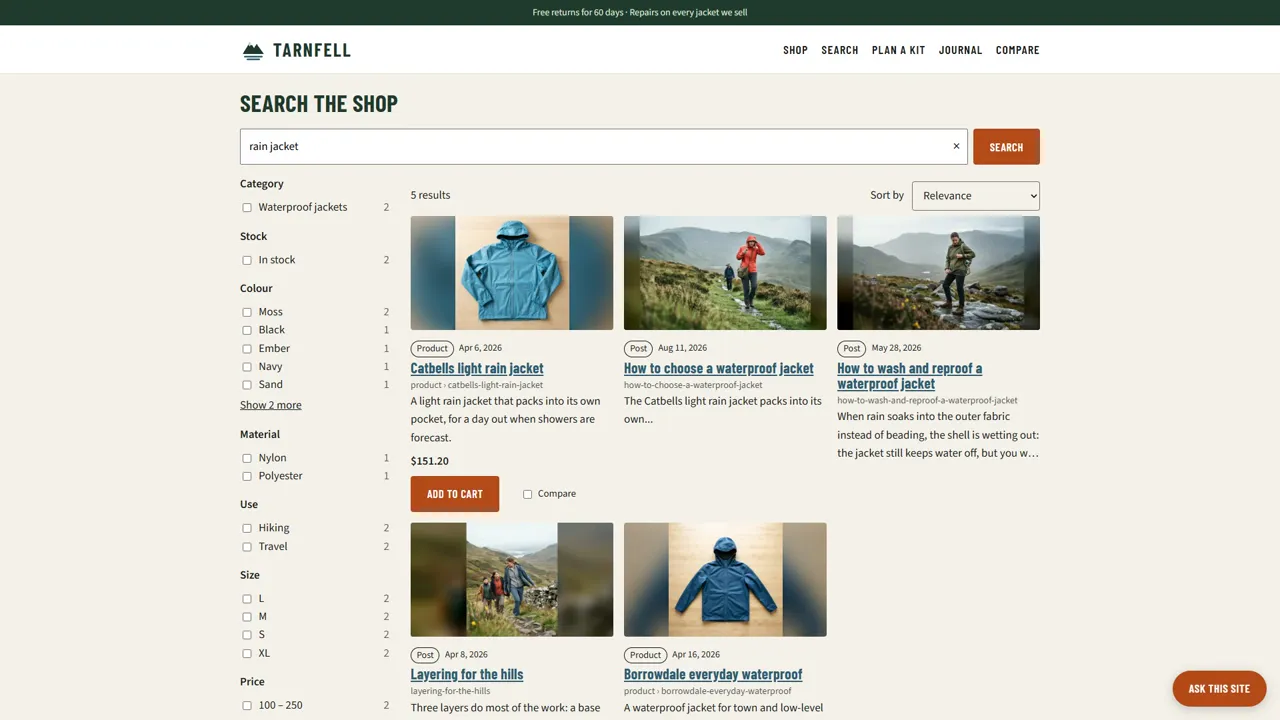 Free returns for 60 days · Repairs on every jacket we sell
TARNFELL
SHOP SEARCH PLAN A KIT JOURNAL COMPARE
SEARCH THE SHOP
rain jacket ×
SEARCH
Category
Waterproof jackets 2
Stock
In stock 2
Colour
Moss 2
Black 1
Ember 1
Navy 1
Sand 1
Show 2 more
Material
Nylon 1
Polyester 1
Use
Hiking 2
Travel 2
Size
L 2
M 2
S 2
XL 2
Price
100 – 250 2
5 results
Sort by Relevance
Product Apr 6, 2026
Catbells light rain jacket
product › catbells-light-rain-jacket
A light rain jacket that packs into its own
pocket, for a day out when showers are
forecast.
$151.20
ADD TO CART
Compare
Post Aug 11, 2026
How to choose a waterproof jacket
how-to-choose-a-waterproof-jacket
The Catbells light rain jacket packs into its
own...
Post May 28, 2026
How to wash and reproof a
waterproof jacket
how-to-wash-and-reproof-a-waterproof-jacket
When rain soaks into the outer fabric
instead of beading, the shell is wetting out:
the jacket still keeps water off, but you w…
Post Apr 8, 2026
Layering for the hills
layering-for-the-hills
Three layers do most of the work: a base
Product Apr 16, 2026
Borrowdale everyday waterproof
product › borrowdale-everyday-waterproof
A waterproof jacket for town and low-level
ASK THIS SITE